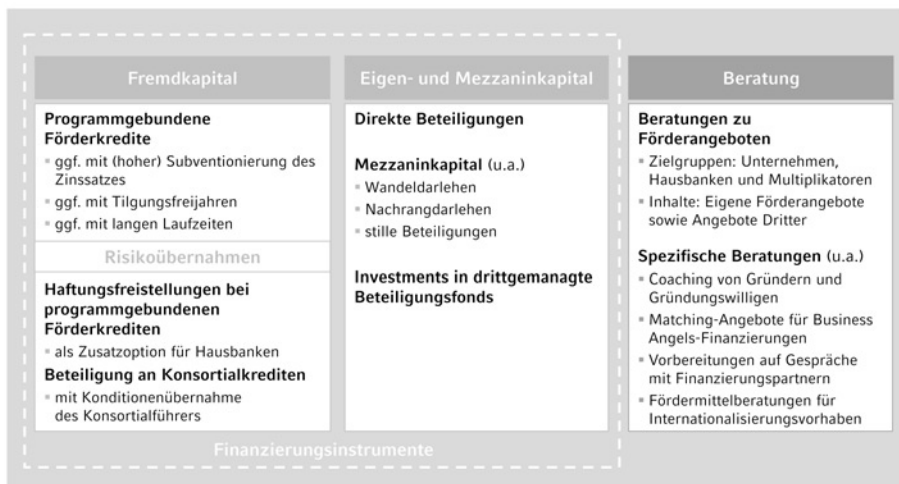 Fremdkapital
Programmgebundene
Förderkredite
ggf. mit (hoher) Subventionierung des
Zinssatzes
ggf. mit Tilgungsfreijahren
ggf. mit langen Laufzeiten
Risikoübernahmen
Haftungsfreistellungen bei
programmgebundenen
Förderkrediten
als Zusatzoption für Hausbanken
Beteiligung an Konsortialkrediten
mit Konditionenübernahme
des Konsortialführers
Eigen- und Mezzaninkapital
Direkte Beteiligungen
Mezzaninkapital (u.a.)
Wandeldarlehen
Nachrangdarlehen
stille Beteiligungen
Investments in drittgemanagte
Beteiligungsfonds
Finanzierungsinstrumente
Beratung
Beratungen zu
Förderangeboten
Zielgruppen: Unternehmen,
Hausbanken und Multiplikatoren
Inhalte: Eigene Förderangebote
sowie Angebote Dritter
Spezifische Beratungen (u.a.)
Coaching von Gründern und
Gründungswilligen
Matching-Angebote für Business
Angels-Finanzierungen
Vorbereitungen auf Gespräche
mit Finanzierungspartnern
Fördermittelberatungen für
Internationalisierungsvorhaben